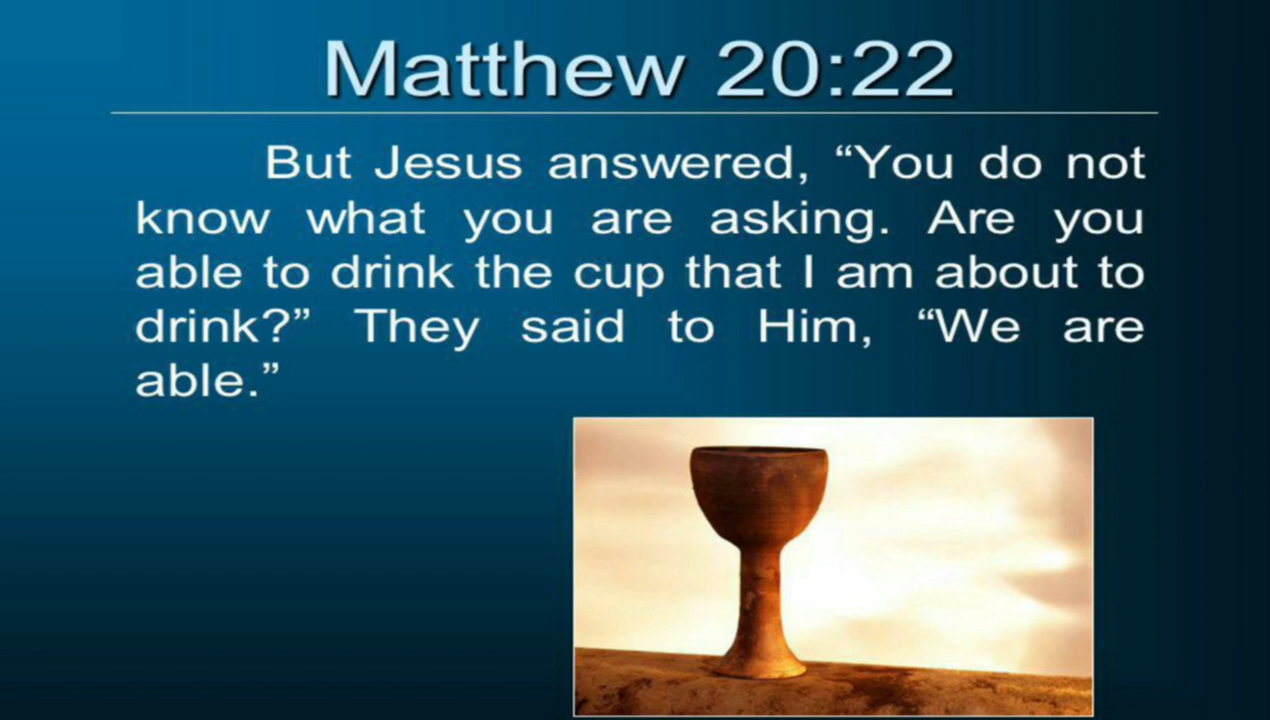 Matthew 20:22
But Jesus answered, “You do not
know what you are asking. Are you
able to drink the cup that I am about to
drink?” They said to Him, “We are
able.”